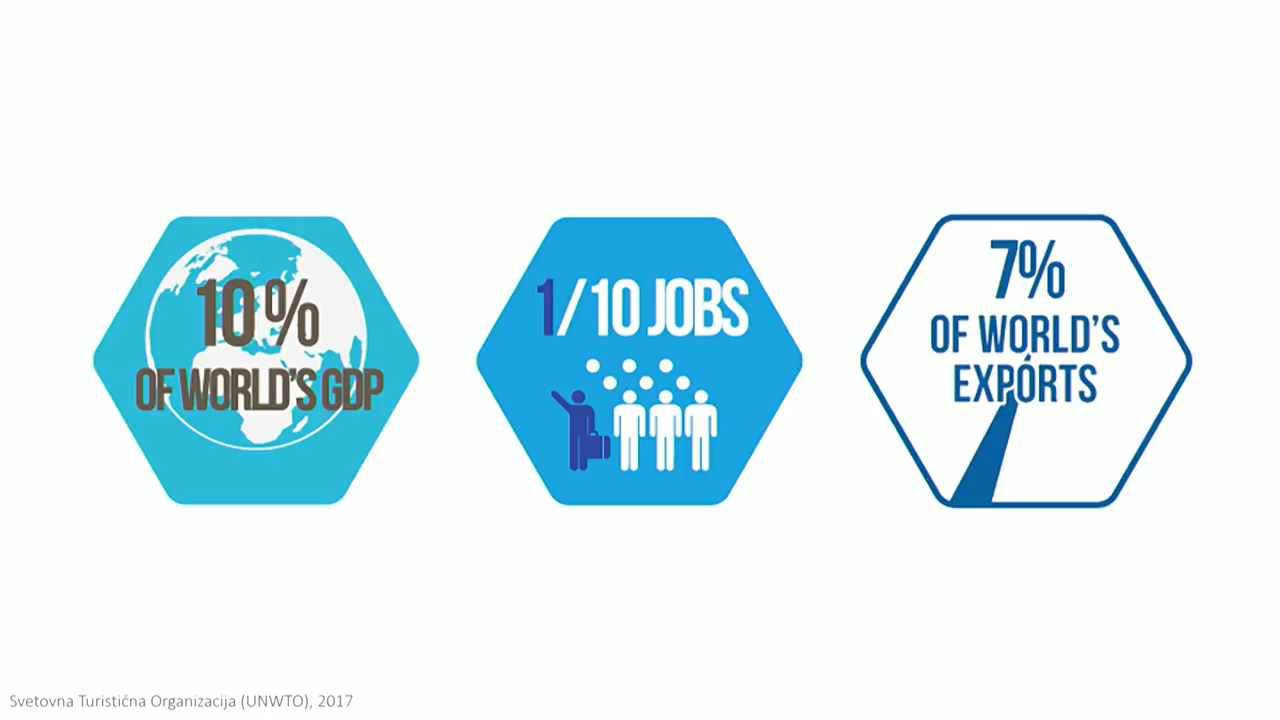 10%
OF WORLD'S GDP
1/10 JOBS
7%
OF WORLD'S
EXPORTS
Svetovna Turistična Organizacija (UNWTO), 2017